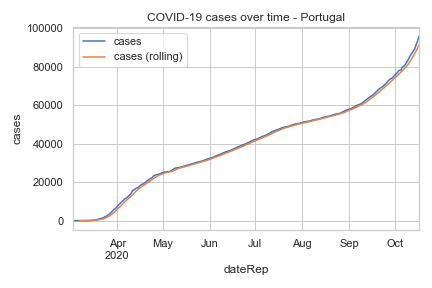 COVID-19 cases over time - Portugal
cases
cases (rolling)
100000
80000
60000
40000
20000
0
cases
Apr
2020
May
Jun
Jul
Aug
Sep
Oct
dateRep